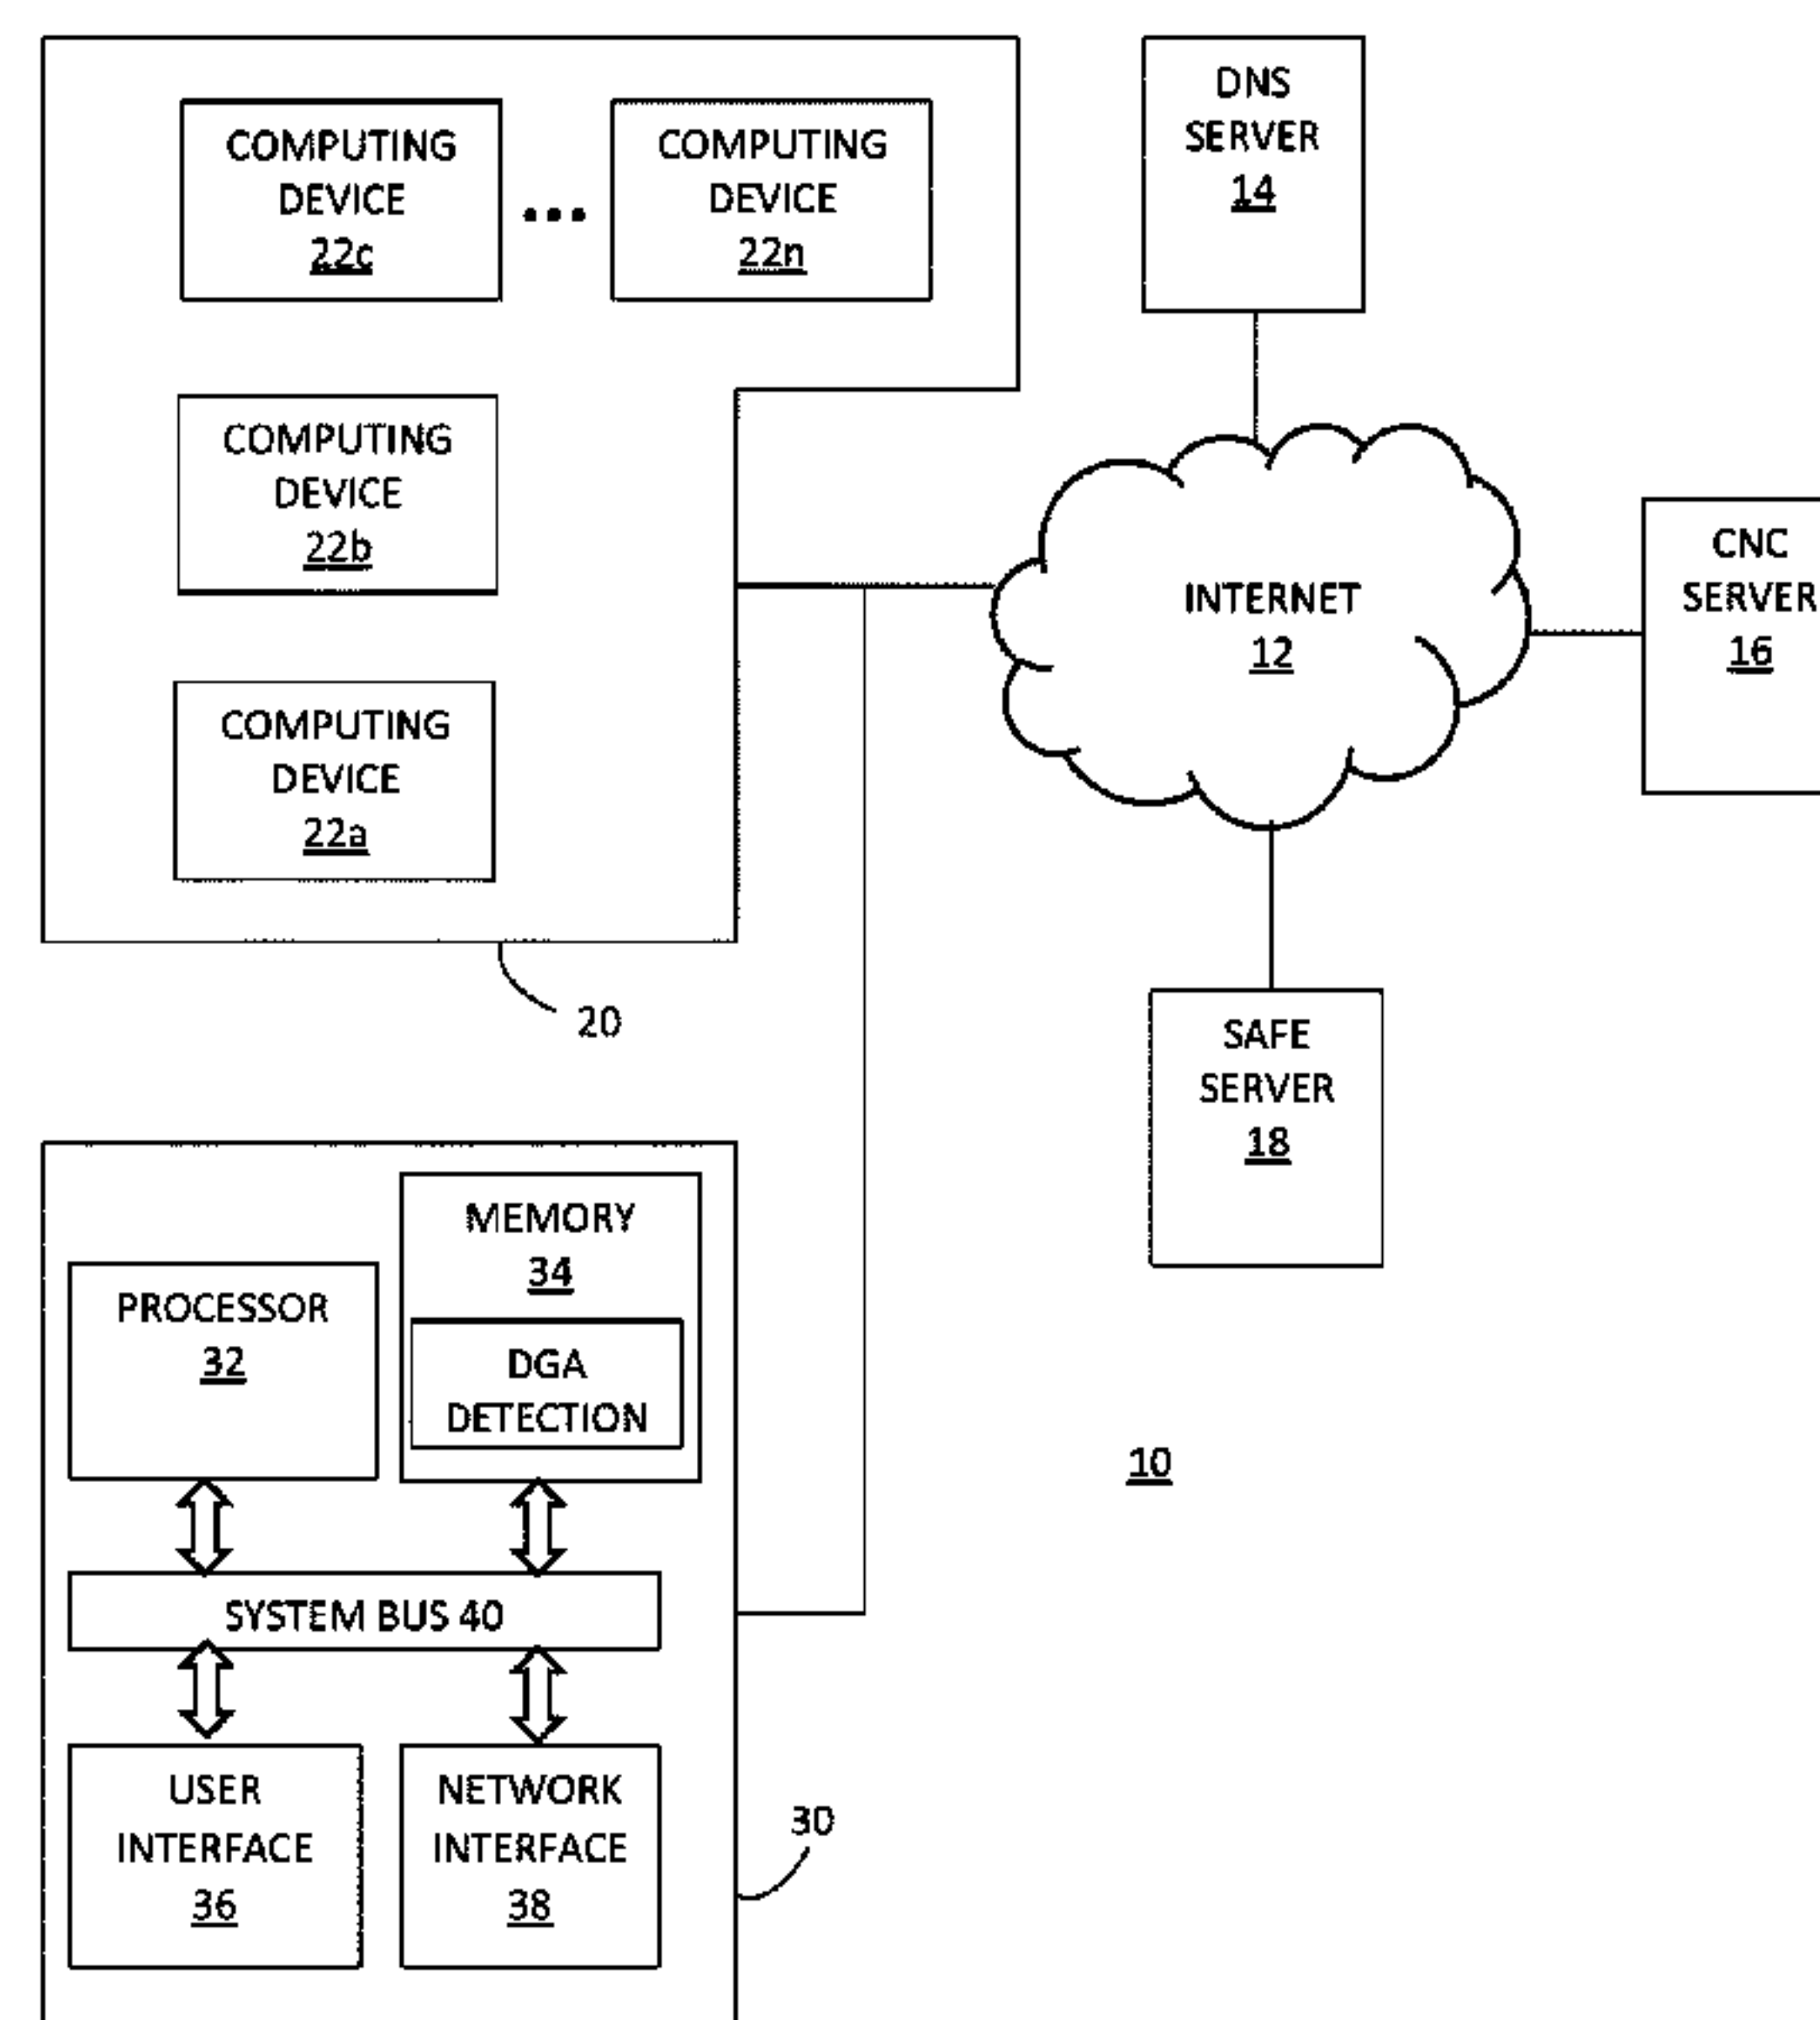 COMPUTING
DEVICE
22c
...
COMPUTING
DEVICE
22n
DNS
SERVER
14
COMPUTING
DEVICE
22b
INTERNET
12
CNC
SERVER
16
COMPUTING
DEVICE
22a
20
SAFE
SERVER
18
MEMORY
34
DGA
DETECTION
PROCESSOR
32
10
SYSTEM BUS 40
USER
INTERFACE
36
NETWORK
INTERFACE
38
30